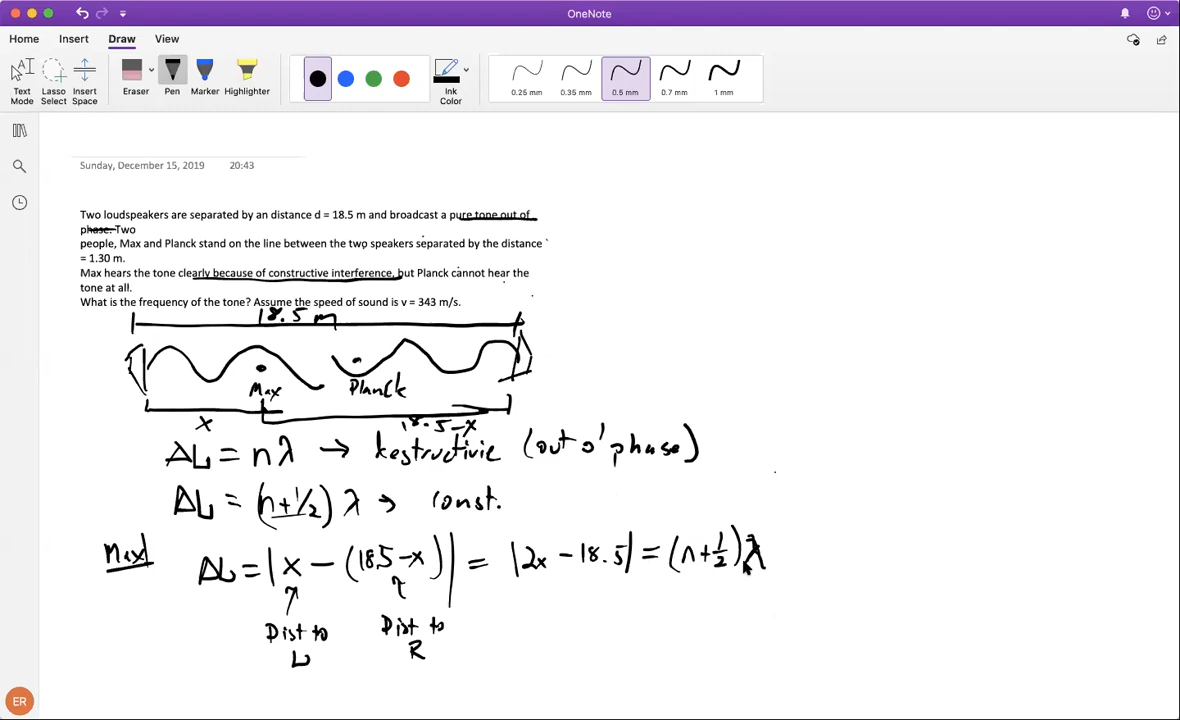 OneNote
Home Insert Draw View
Text Mode
Lasso Select
Insert Space
Eraser
Pen
Marker
Highlighter
Ink Color
0.25 mm
0.35 mm
0.5 mm
0.7 mm
1 mm
Sunday, December 15, 2019 20:43
Two loudspeakers are separated by an distance d = 18.5 m and broadcast a pure tone out of
phase. Two
people, Max and Planck stand on the line between the two speakers separated by the distance
= 1.30 m.
Max hears the tone clearly because of constructive interference, but Planck cannot hear the
tone at all.
What is the frequency of the tone? Assume the speed of sound is v = 343 m/s.
18.5 m
Max Planck
x 18.5-x
ΔL = nλ → destructivie (out o' phase)
ΔL = (n+1/2) λ → const.
Max ΔL = |x - (18.5-x)| = |2x - 18.5| = (n+1/2)λ
Dist to L
Dist to R
ER